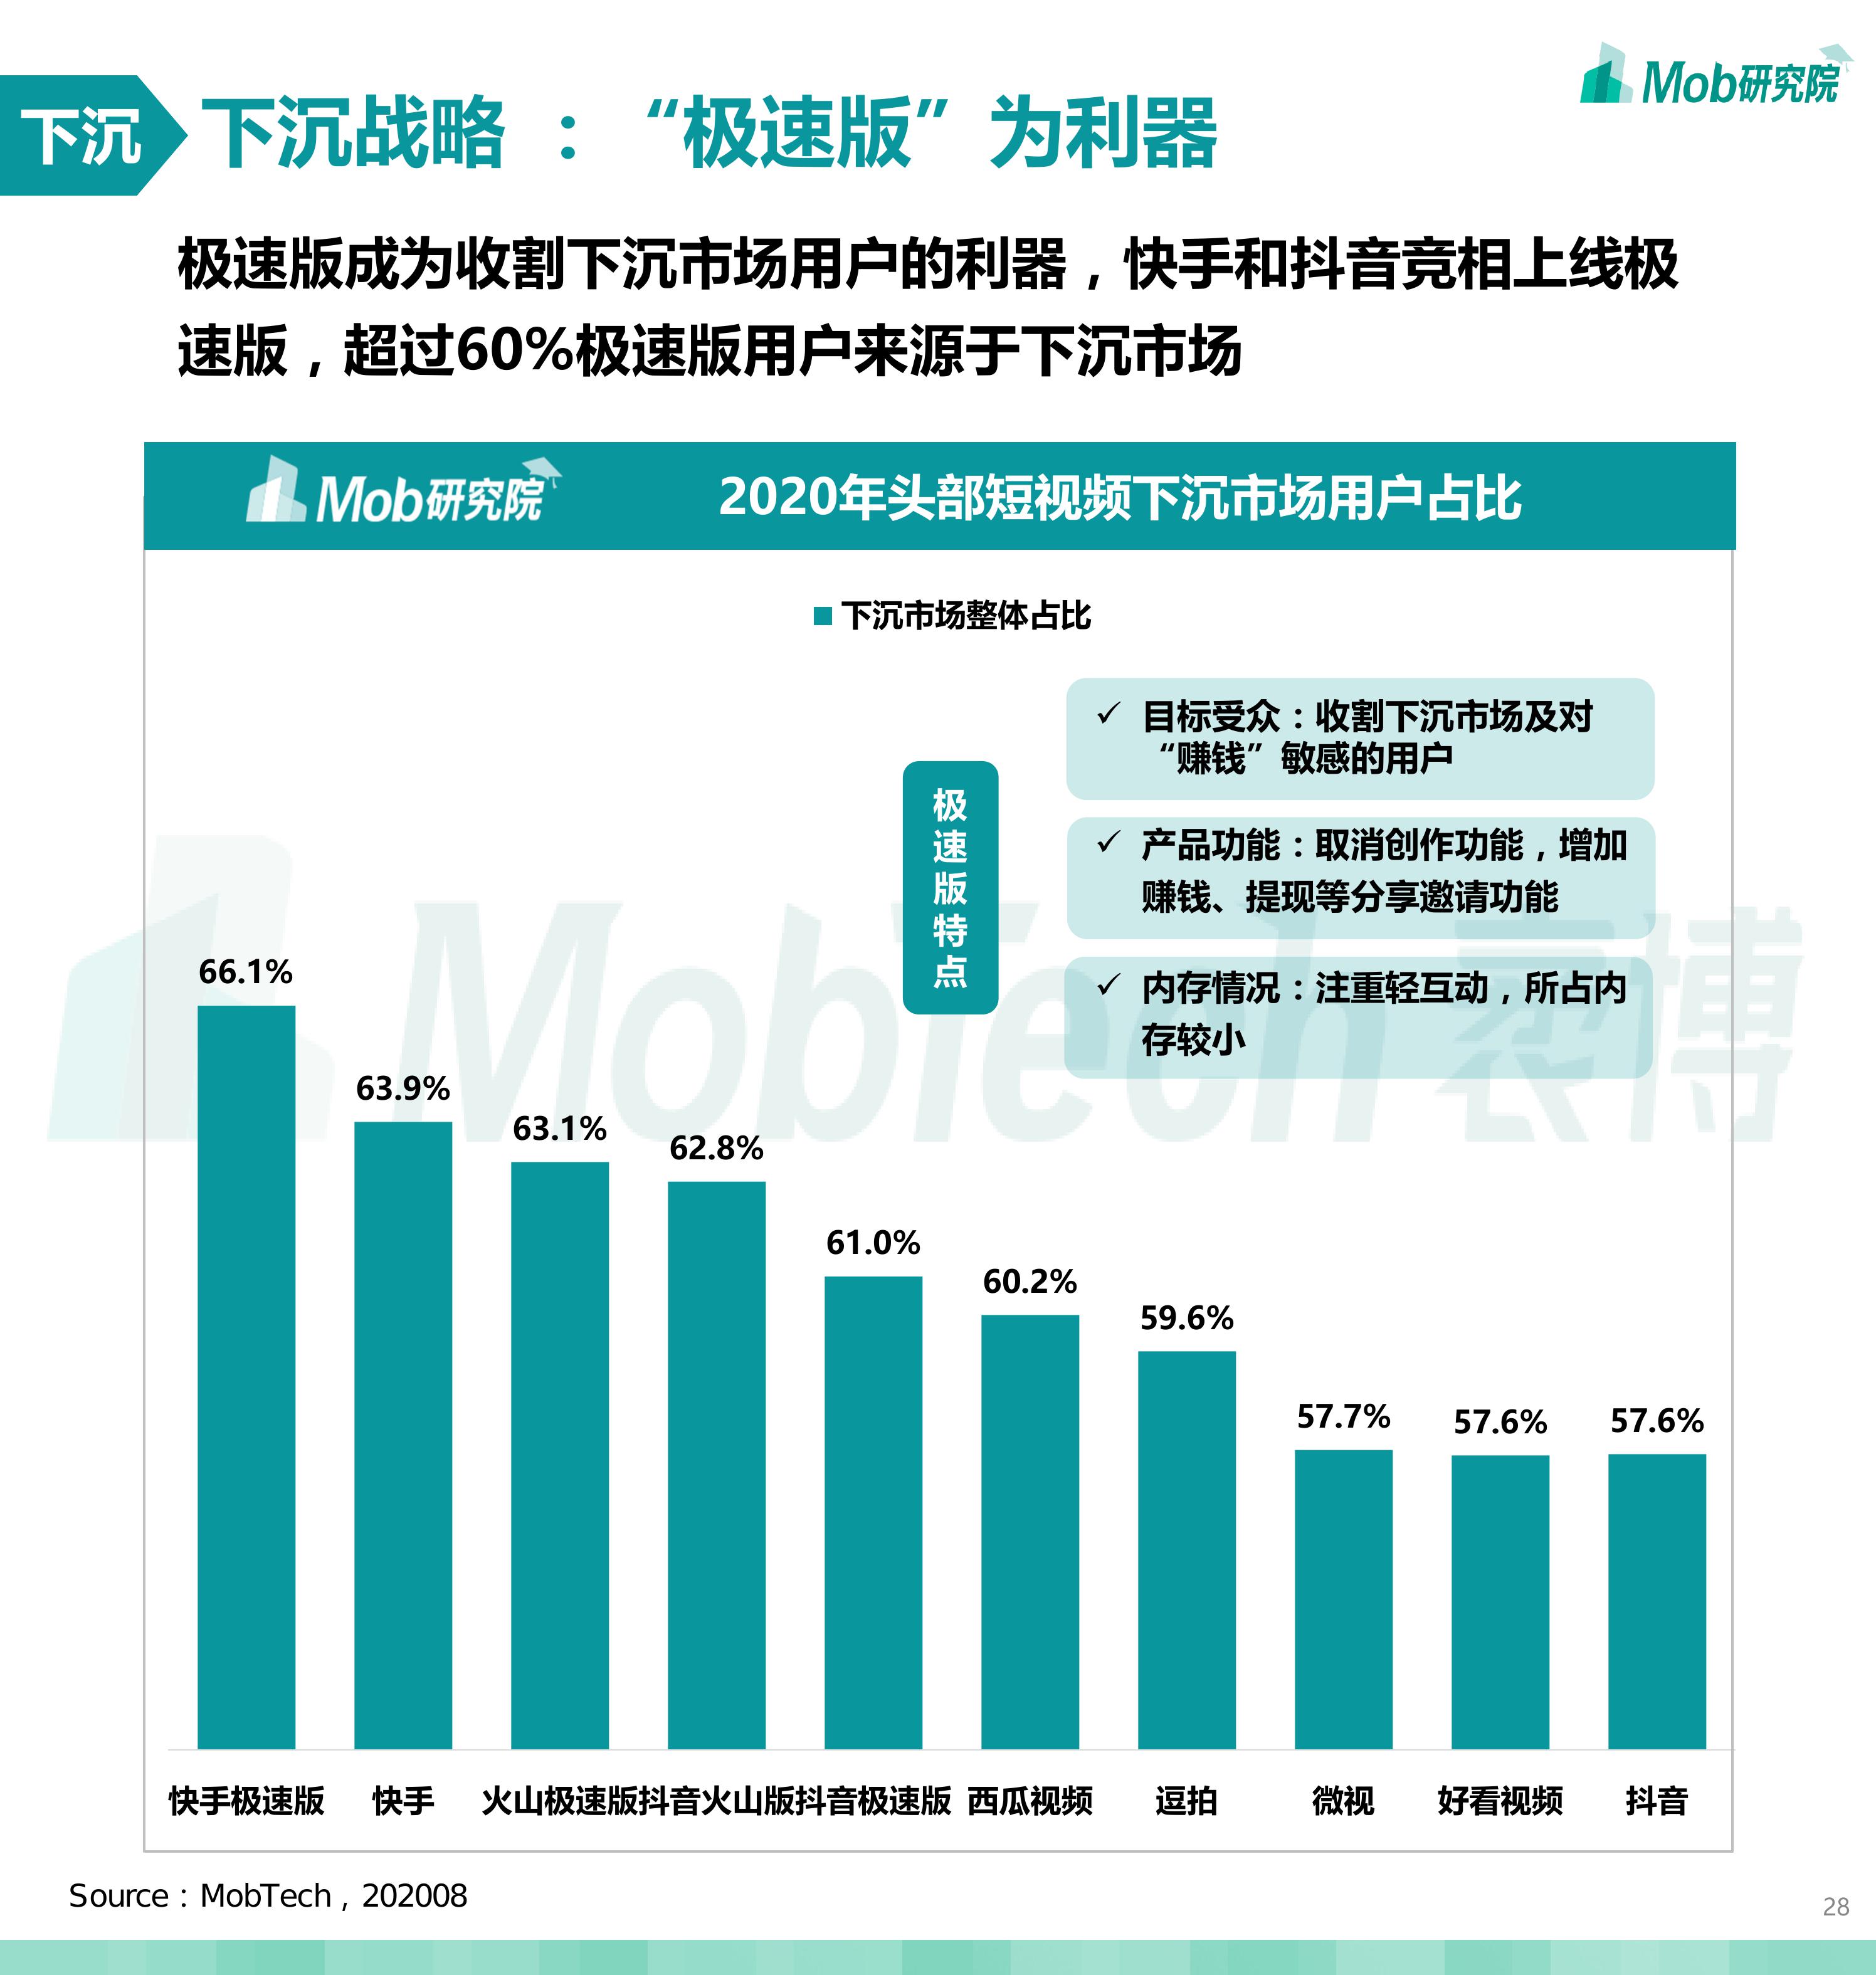 下沉
下沉战略 ：“极速版”为利器
Mob研究院
极速版成为收割下沉市场用户的利器，快手和抖音竞相上线极
速版，超过60%极速版用户来源于下沉市场
Mob研究院
2020年头部短视频下沉市场用户占比
下沉市场整体占比
极
速
版
特
点
✓ 目标受众：收割下沉市场及对
“赚钱”敏感的用户
✓ 产品功能：取消创作功能，增加
赚钱、提现等分享邀请功能
✓ 内存情况：注重轻互动，所占内
存较小
MobTech 袤博
66.1%
63.9%
63.1%
62.8%
61.0%
60.2%
59.6%
57.7%
57.6%
57.6%
快手极速版
快手
火山极速版
抖音火山版
抖音极速版
西瓜视频
逗拍
微视
好看视频
抖音
Source：MobTech，202008
28